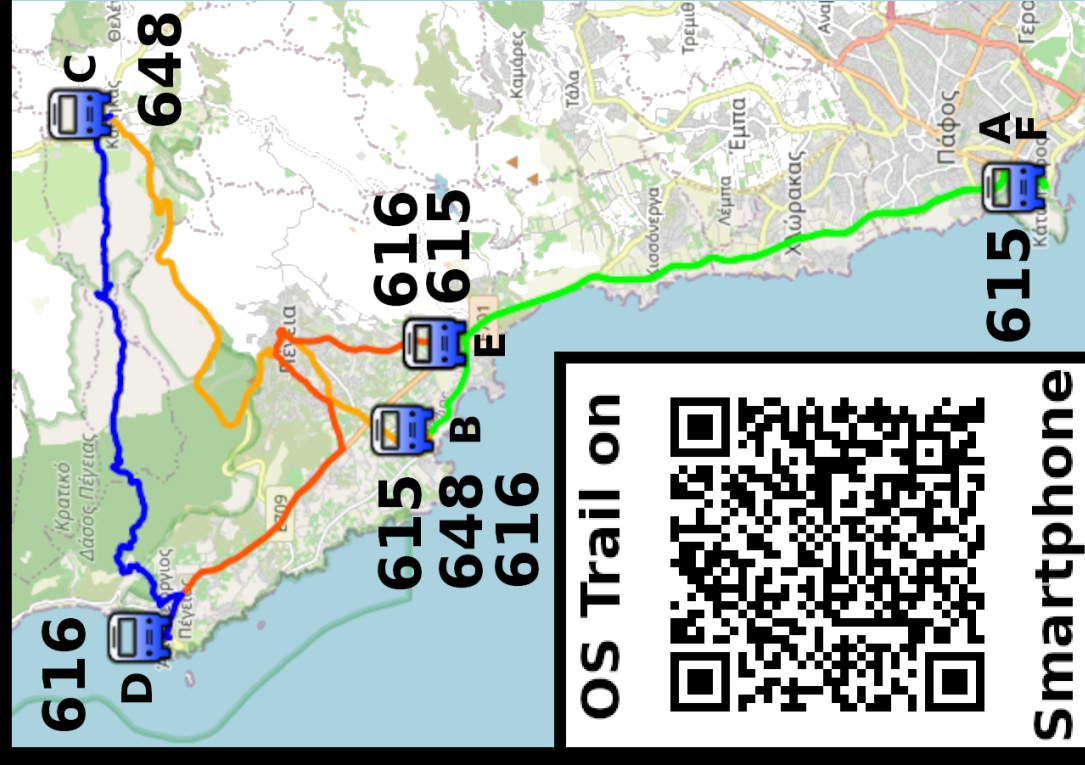 616
C
Κρατικό
Δάσος Πέγειας
D
648
E709
616
615
615
648
B
E
616
Καμάρες
Τάλα
OS Trail on
Κισσόνεργα
Λέμπα
Έμπα
Χλώρακας
Πάφος
A
615
F
Smartphone